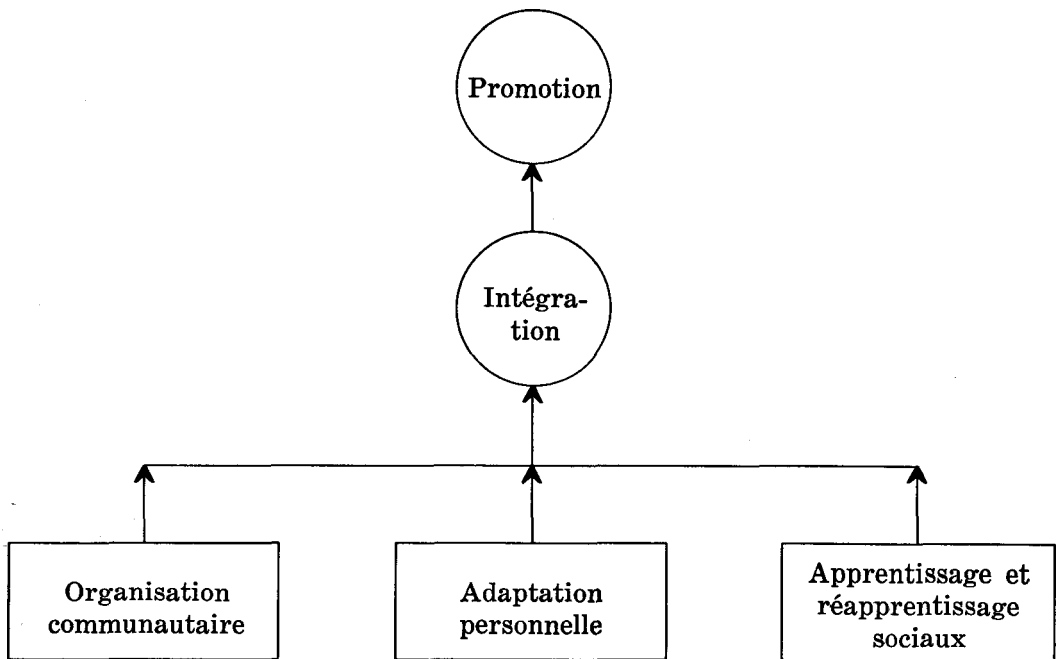 Promotion
Intégra-
tion
Organisation
communautaire
Adaptation
personnelle
Apprentissage et
réapprentissage
sociaux